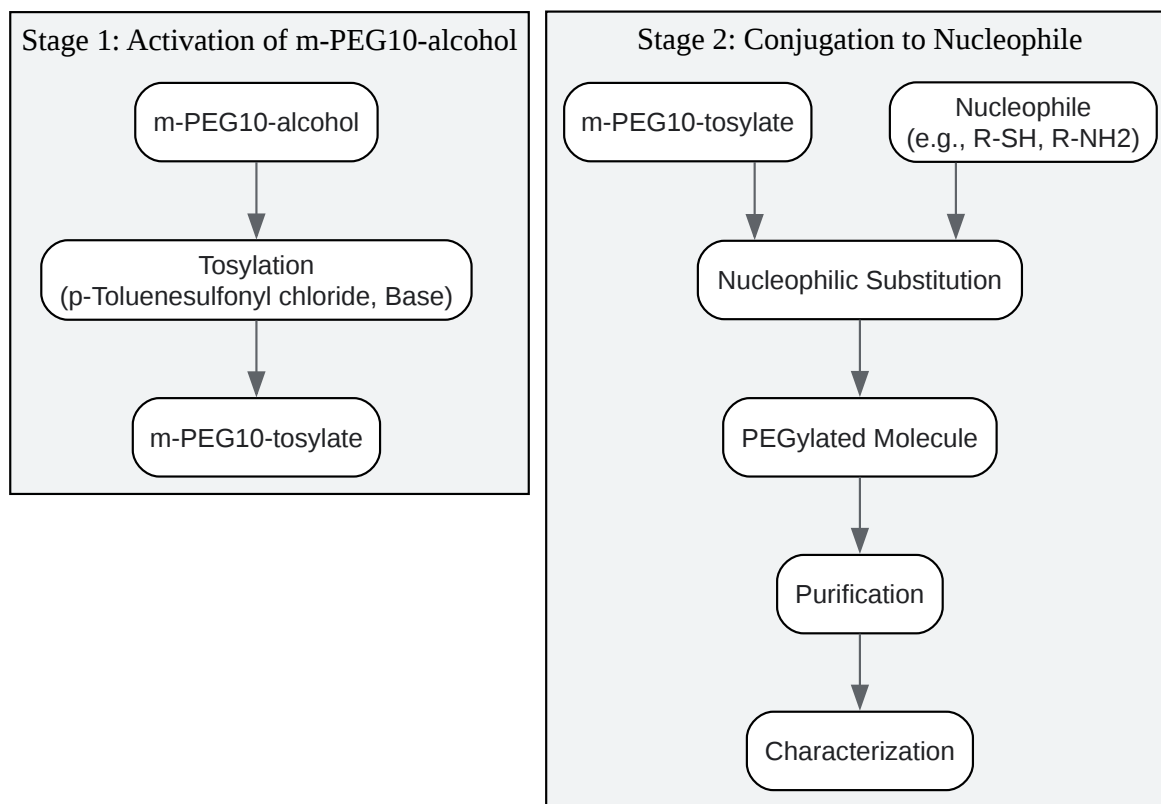 Stage 1: Activation of m-PEG10-alcohol
m-PEG10-alcohol
Tosylation
(p-Toluenesulfonyl chloride, Base)
m-PEG10-tosylate
Stage 2: Conjugation to Nucleophile
m-PEG10-tosylate
Nucleophile
(e.g., R-SH, R-NH2)
Nucleophilic Substitution
PEGylated Molecule
Purification
Characterization